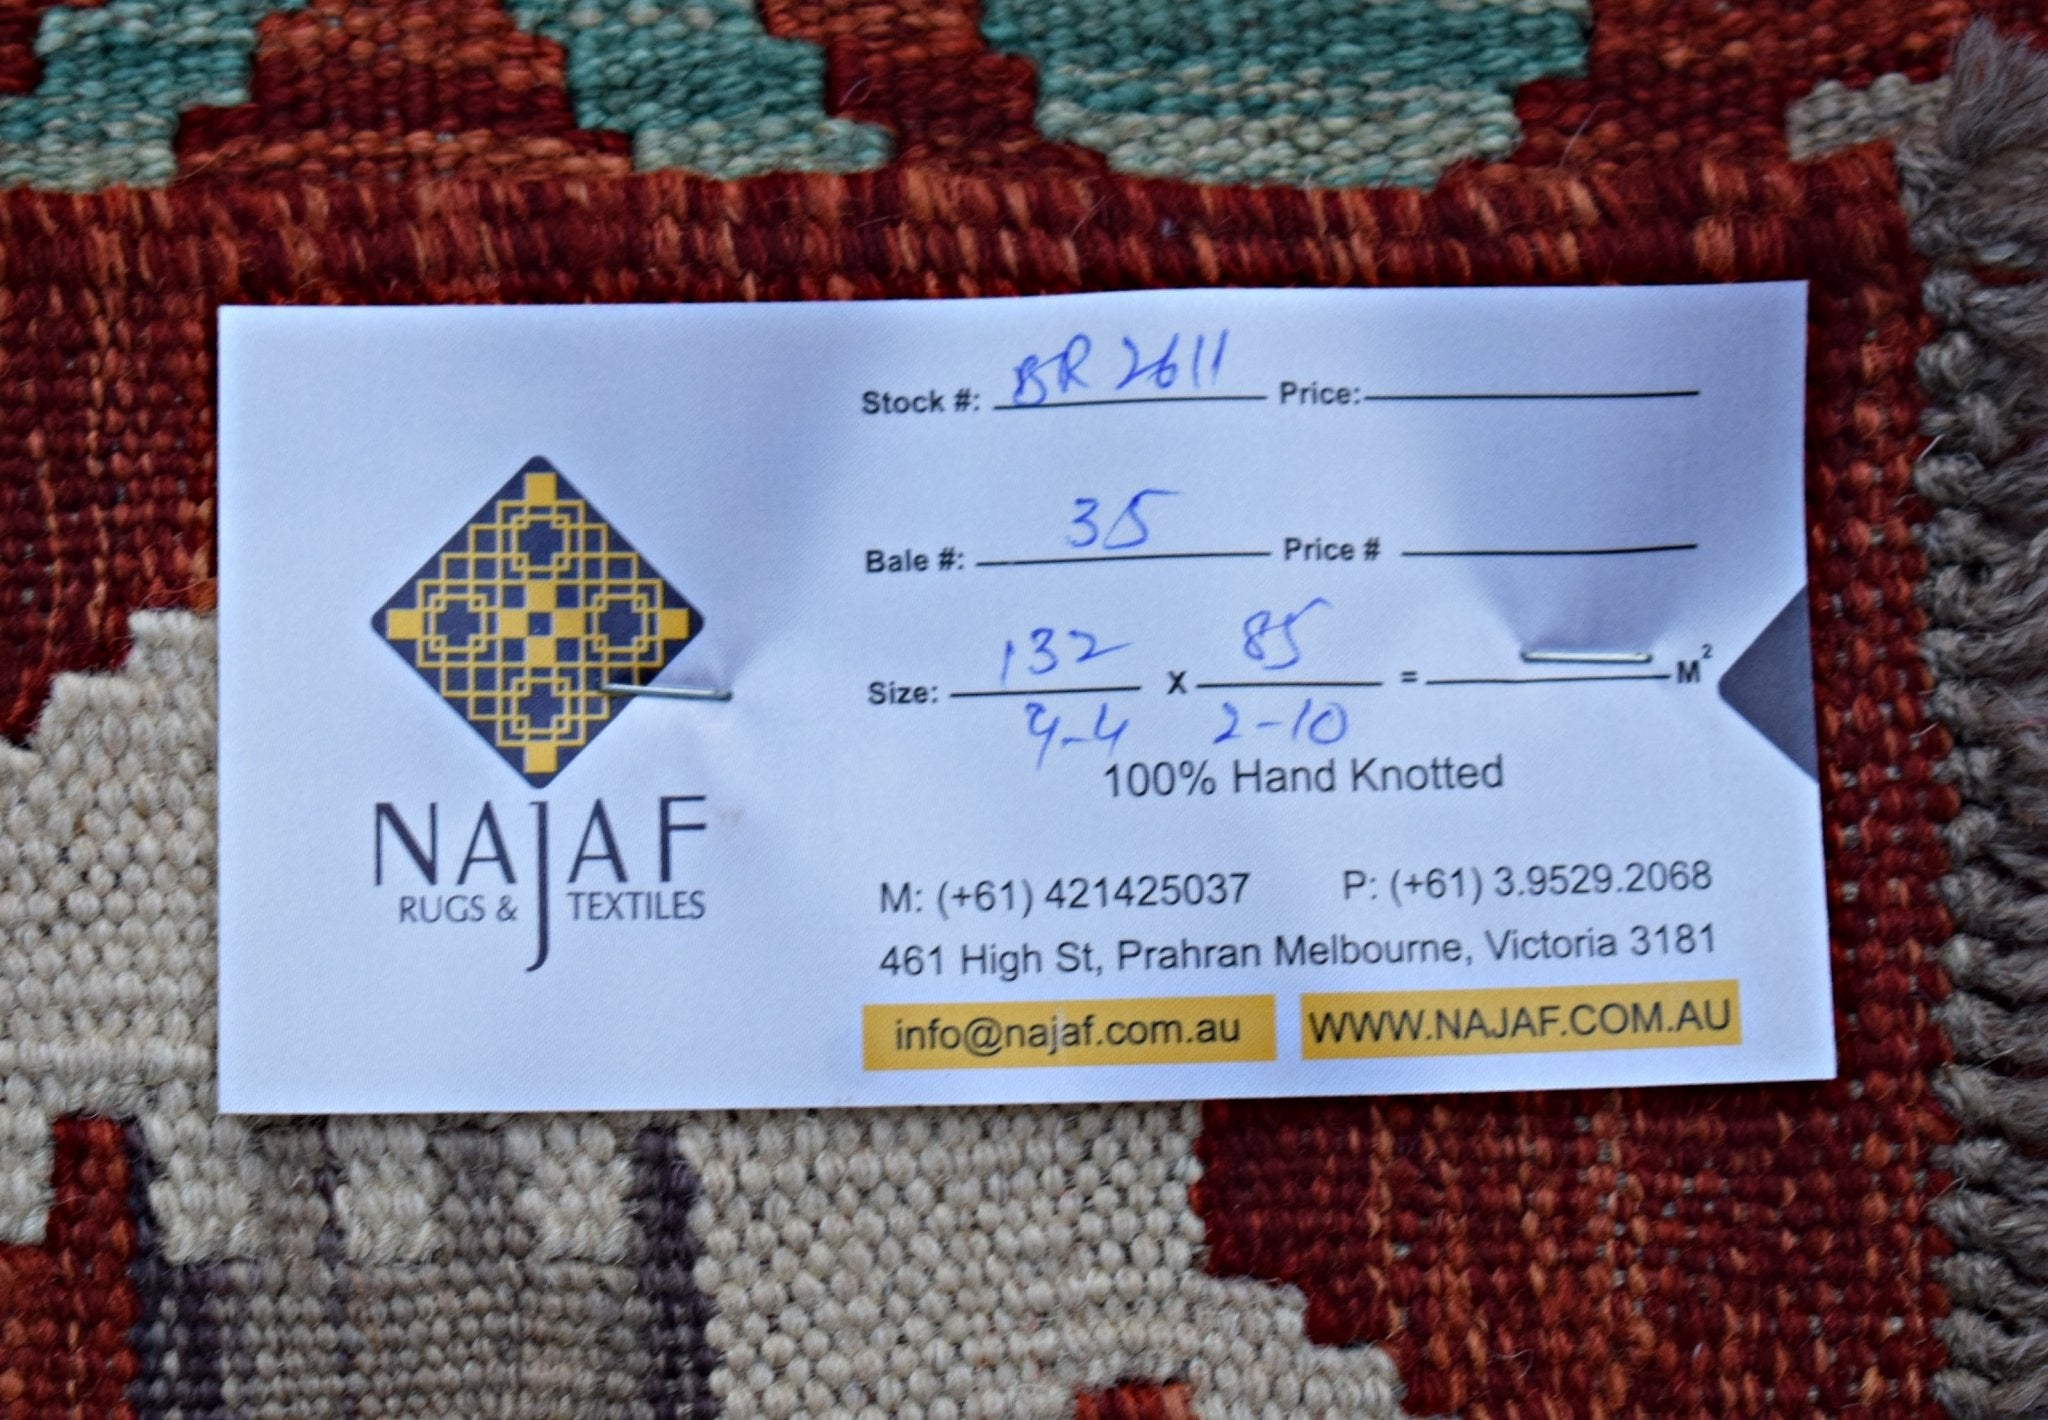 Stock #: BR 2611 Price:
Bale #: 35 Price #
Size: 132 X 85 = M²
4-4 2-10
100% Hand Knotted
NAJAF
RUGS & TEXTILES
M: (+61) 421425037 P: (+61) 3.9529.2068
461 High St, Prahran Melbourne, Victoria 3181
info@najaf.com.au WWW.NAJAF.COM.AU